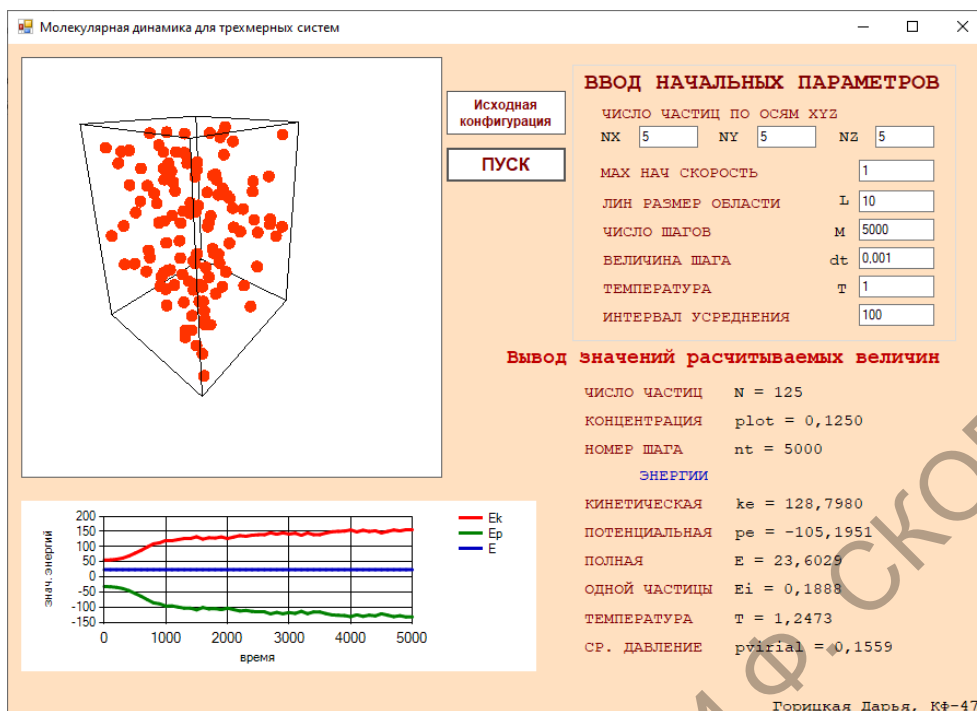 Молекулярная динамика для трехмерных систем
Исходная
конфигурация
ПУСК
ВВОД НАЧАЛЬНЫХ ПАРАМЕТРОВ
ЧИСЛО ЧАСТИЦ ПО ОСЯМ XYZ
NX 5 NY 5 NZ 5
МАХ НАЧ СКОРОСТЬ 1
ЛИН РАЗМЕР ОБЛАСТИ L 10
ЧИСЛО ШАГОВ М 5000
ВЕЛИЧИНА ШАГА dt 0,001
ТЕМПЕРАТУРА Т 1
ИНТЕРВАЛ УСРЕДНЕНИЯ 100
Вывод значений расчитываемых величин
ЧИСЛО ЧАСТИЦ N = 125
КОНЦЕНТРАЦИЯ plot = 0,1250
НОМЕР ШАГА nt = 5000
ЭНЕРГИИ
КИНЕТИЧЕСКАЯ ke = 128,7980
ПОТЕНЦИАЛЬНАЯ pe = -105,1951
ПОЛНАЯ E = 23,6029
ОДНОЙ ЧАСТИЦЫ Ei = 0,1888
ТЕМПЕРАТУРА T = 1,2473
СР. ДАВЛЕНИЕ pvirial = 0,1559
знач. энергий
200
150
100
50
0
-50
-100
-150
0 1000 2000 3000 4000 5000
время
Ek
Ep
E
Горицкая Дарья, КФ-47
Ф. СКОР